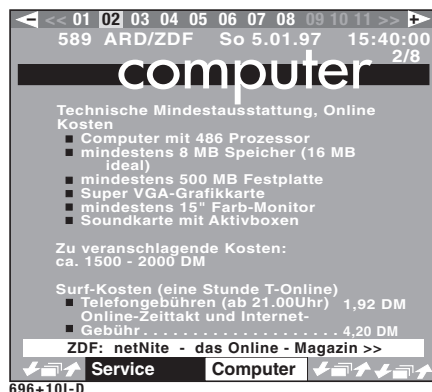 - << 01 02 03 04 05 06 07 08 09 10 11 >> +
589 ARD/ZDF So 5.01.97 15:40:00
2/8
computer
Technische Mindestausstattung, Online
Kosten
■ Computer mit 486 Prozessor
■ mindestens 8 MB Speicher (16 MB
ideal)
■ mindestens 500 MB Festplatte
■ Super VGA-Grafikkarte
■ mindestens 15" Farb-Monitor
■ Soundkarte mit Aktivboxen
Zu veranschlagende Kosten:
ca. 1500 - 2000 DM
Surf-Kosten (eine Stunde T-Online)
■ Telefongebühren (ab 21.00Uhr) 1,92 DM
Online-Zeittakt und Internet-
■ Gebühr . . . . . . . . . . . . . . . . . . 4,20 DM
ZDF: netNite - das Online - Magazin >>
Service Computer
696+10I-D